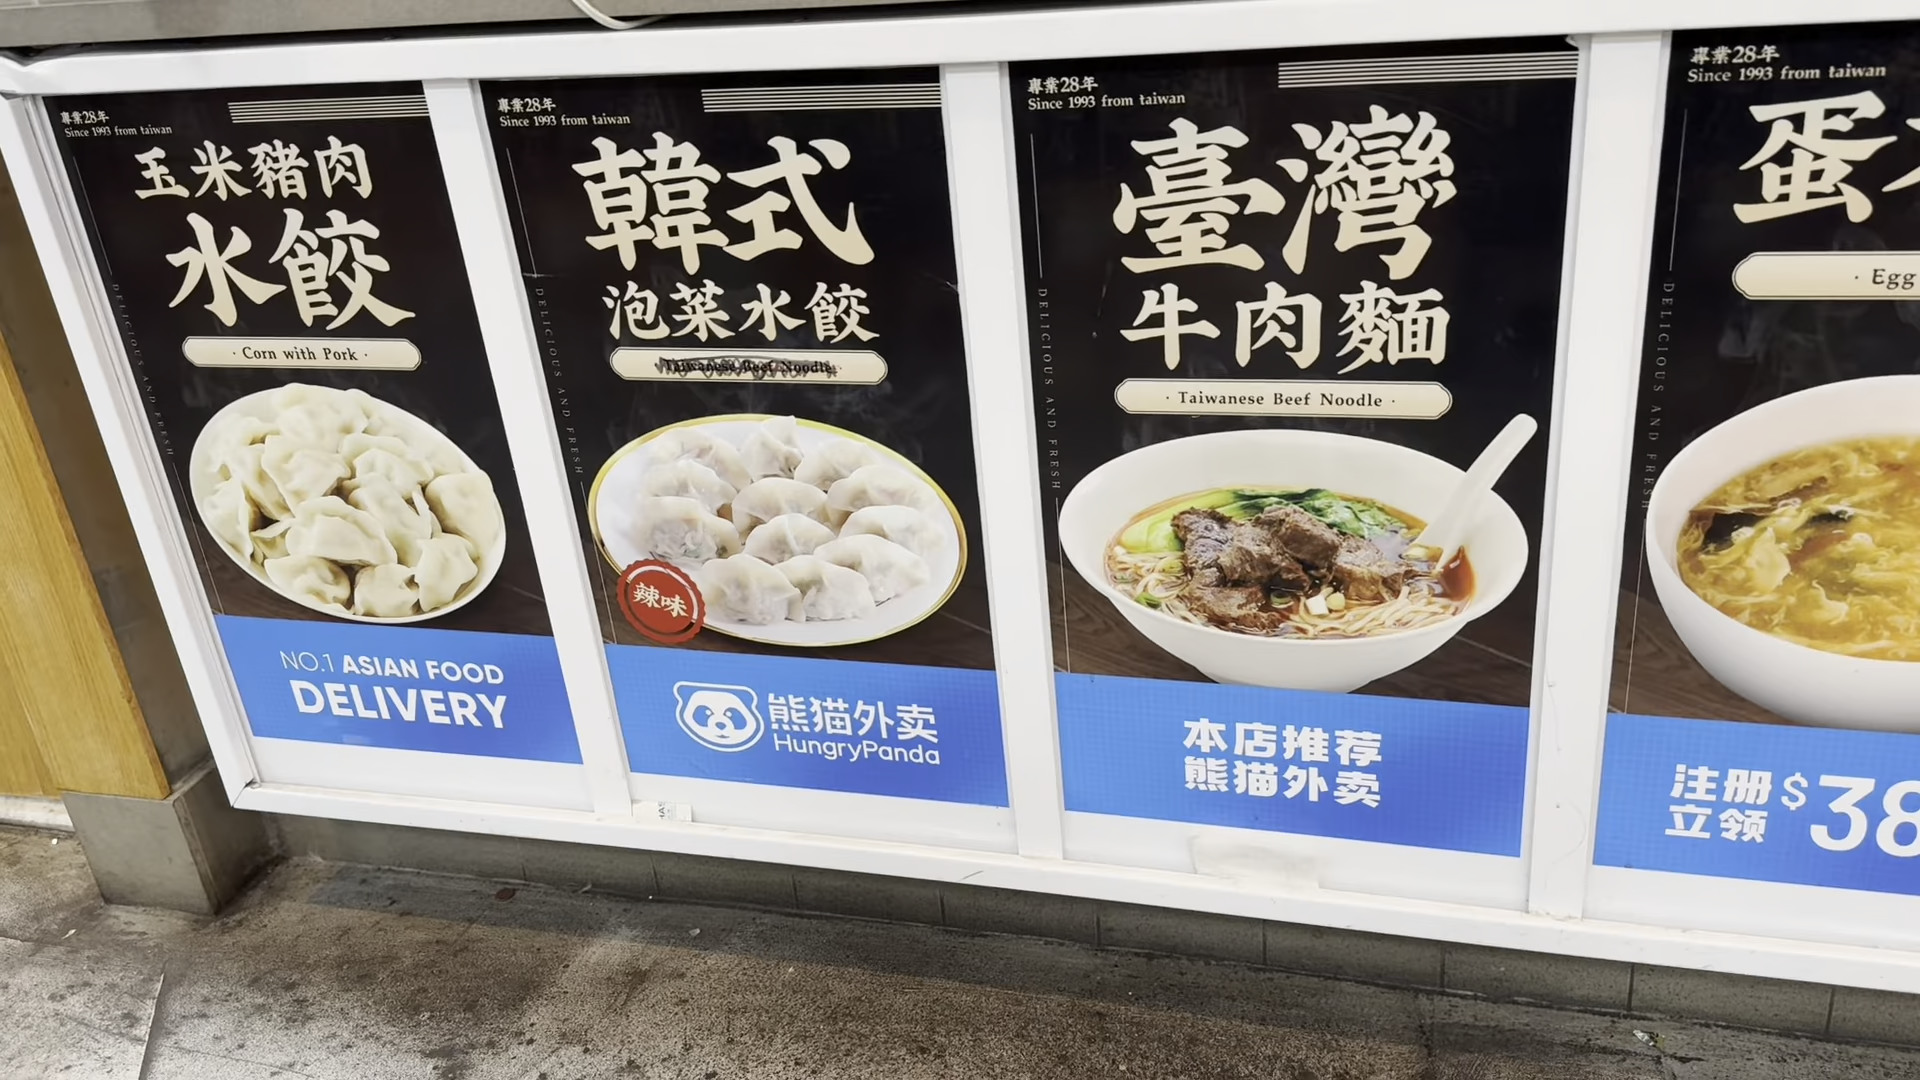 專業28年
Since 1993 from taiwan
玉米豬肉
水餃
· Corn with Pork ·
DELICIOUS AND FRESH
NO.1 ASIAN FOOD
DELIVERY
專業28年
Since 1993 from taiwan
韓式
泡菜水餃
Taiwanese Beef Noodle ·
DELICIOUS AND FRESH
辣味
熊猫外卖
HungryPanda
專業28年
Since 1993 from taiwan
臺灣
牛肉麵
· Taiwanese Beef Noodle ·
DELICIOUS AND FRESH
本店推荐
熊猫外卖
專業28年
Since 1993 from taiwan
蛋
· Egg
DELICIOUS AND FRESH
注册
立领
$38